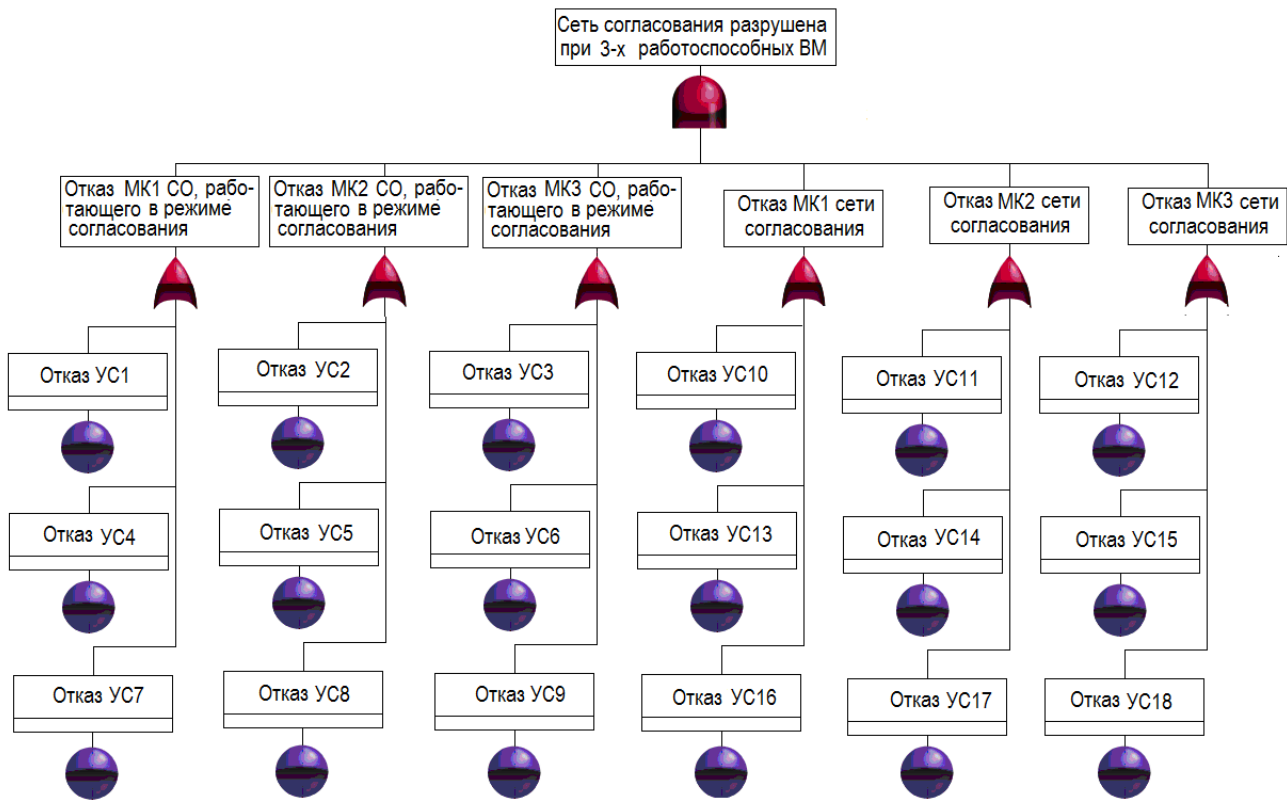 Сеть согласования разрушена
при 3-х работоспособных ВМ
Отказ МК1 СО, рабо-
тающего в режиме
согласования
Отказ МК2 СО, рабо-
тающего в режиме
согласования
Отказ МК3 СО, рабо-
тающего в режиме
согласования
Отказ МК1 сети
согласования
Отказ МК2 сети
согласования
Отказ МК3 сети
согласования
Отказ УС1
Отказ УС2
Отказ УС3
Отказ УС10
Отказ УС11
Отказ УС12
Отказ УС4
Отказ УС5
Отказ УС6
Отказ УС13
Отказ УС14
Отказ УС15
Отказ УС7
Отказ УС8
Отказ УС9
Отказ УС16
Отказ УС17
Отказ УС18